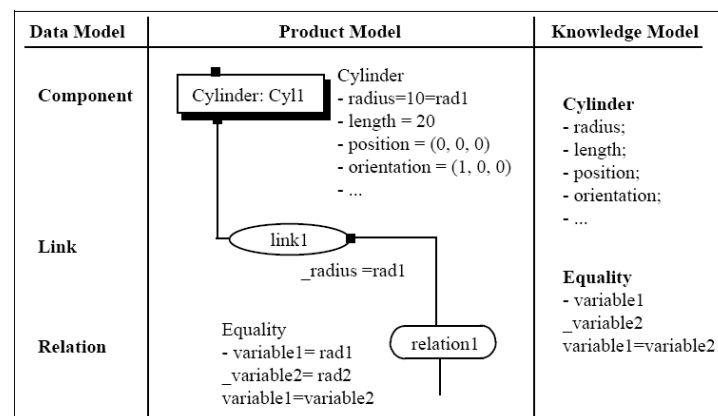 Data Model
Product Model
Knowledge Model
Component
Cylinder: Cyl1
Cylinder
- radius=10=rad1
- length = 20
- position = (0, 0, 0)
- orientation = (1, 0, 0)
- ...
Cylinder
- radius;
- length;
- position;
- orientation;
- ...
Link
link1
_radius =rad1
Equality
- variable1
_variable2
variable1=variable2
Relation
Equality
- variable1= rad1
_variable2= rad2
variable1=variable2
relation1